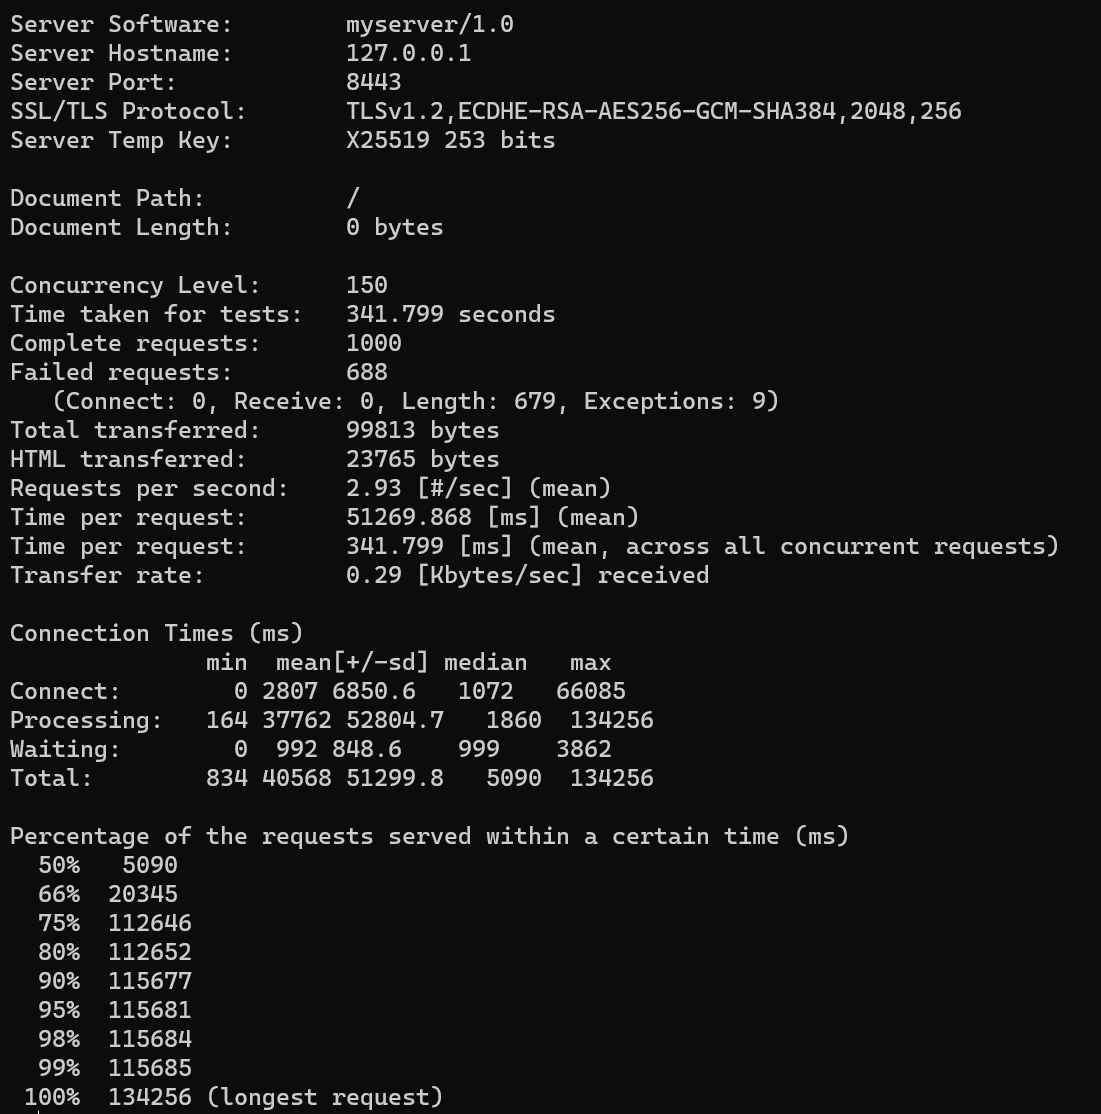 Server Software:        myserver/1.0
Server Hostname:        127.0.0.1
Server Port:            8443
SSL/TLS Protocol:       TLSv1.2,ECDHE-RSA-AES256-GCM-SHA384,2048,256
Server Temp Key:        X25519 253 bits

Document Path:          /
Document Length:        0 bytes

Concurrency Level:      150
Time taken for tests:   341.799 seconds
Complete requests:      1000
Failed requests:        688
   (Connect: 0, Receive: 0, Length: 679, Exceptions: 9)
Total transferred:      99813 bytes
HTML transferred:       23765 bytes
Requests per second:    2.93 [#/sec] (mean)
Time per request:       51269.868 [ms] (mean)
Time per request:       341.799 [ms] (mean, across all concurrent requests)
Transfer rate:          0.29 [Kbytes/sec] received

Connection Times (ms)
              min  mean[+/-sd] median   max
Connect:        0 2807 6850.6   1072   66085
Processing:   164 37762 52804.7   1860  134256
Waiting:        0  992 848.6    999    3862
Total:        834 40568 51299.8   5090  134256

Percentage of the requests served within a certain time (ms)
  50%   5090
  66%  20345
  75%  112646
  80%  112652
  90%  115677
  95%  115681
  98%  115684
  99%  115685
 100%  134256 (longest request)